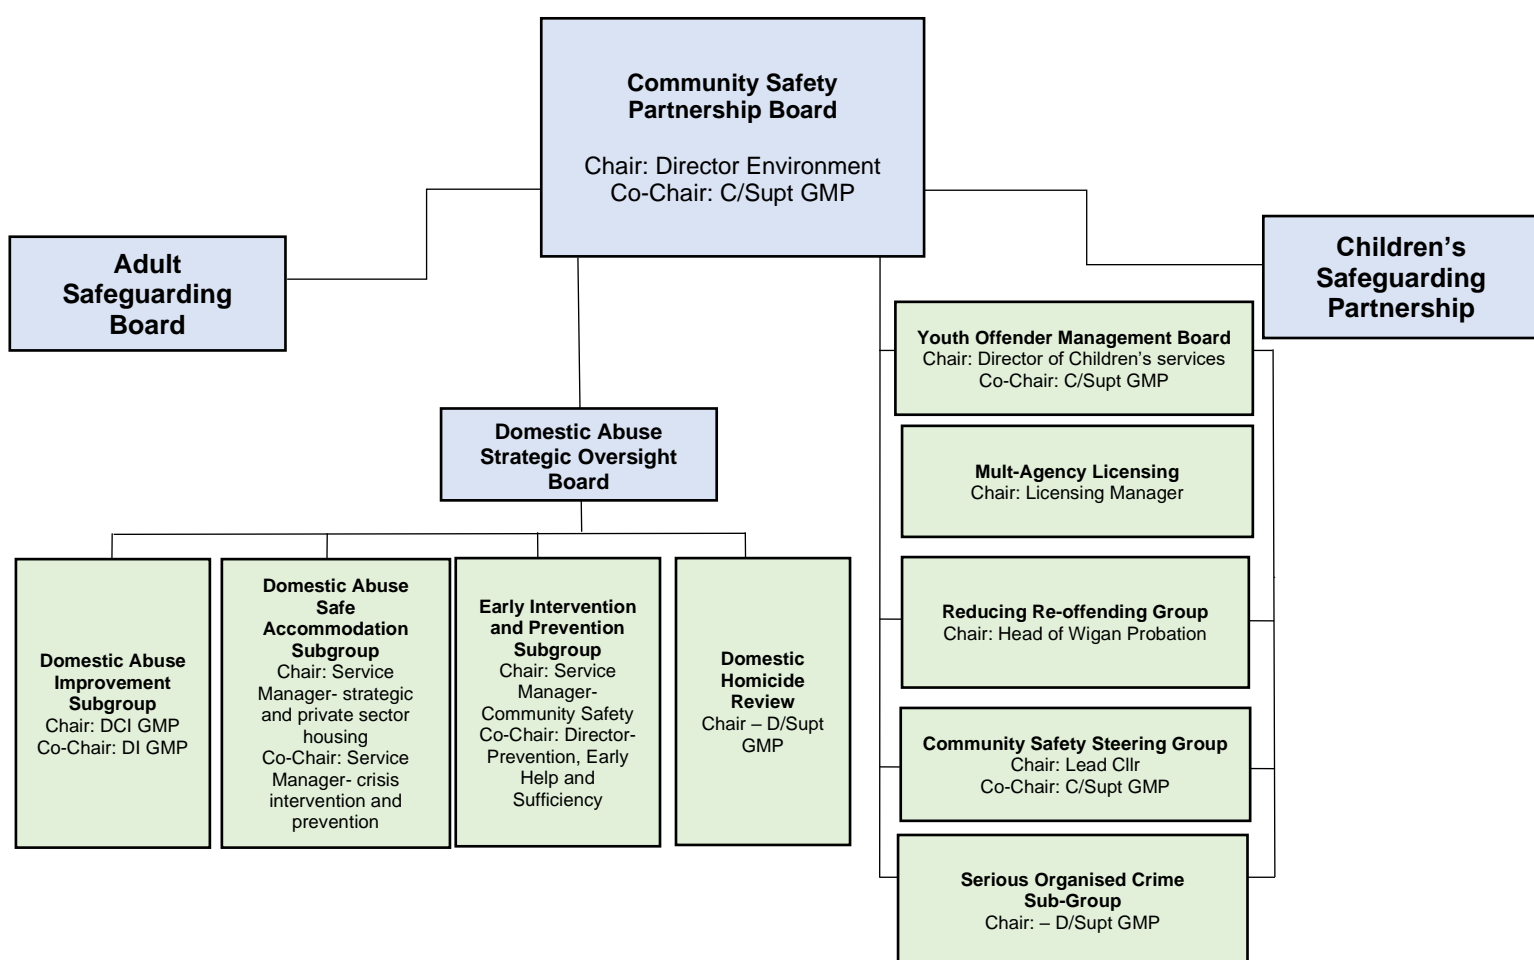 Community Safety
Partnership Board
Chair: Director Environment
Co-Chair: C/Supt GMP
Adult
Safeguarding
Board
Children’s
Safeguarding
Partnership
Domestic Abuse
Strategic Oversight
Board
Domestic Abuse
Improvement
Subgroup
Chair: DCI GMP
Co-Chair: DI GMP
Domestic Abuse
Safe
Accommodation
Subgroup
Chair: Service
Manager- strategic
and private sector
housing
Co-Chair: Service
Manager- crisis
intervention and
prevention
Early Intervention
and Prevention
Subgroup
Chair: Service
Manager-
Community Safety
Co-Chair: Director-
Prevention, Early
Help and
Sufficiency
Domestic
Homicide
Review
Chair – D/Supt
GMP
Youth Offender Management Board
Chair: Director of Children’s services
Co-Chair: C/Supt GMP
Mult-Agency Licensing
Chair: Licensing Manager
Reducing Re-offending Group
Chair: Head of Wigan Probation
Community Safety Steering Group
Chair: Lead Cllr
Co-Chair: C/Supt GMP
Serious Organised Crime
Sub-Group
Chair: – D/Supt GMP